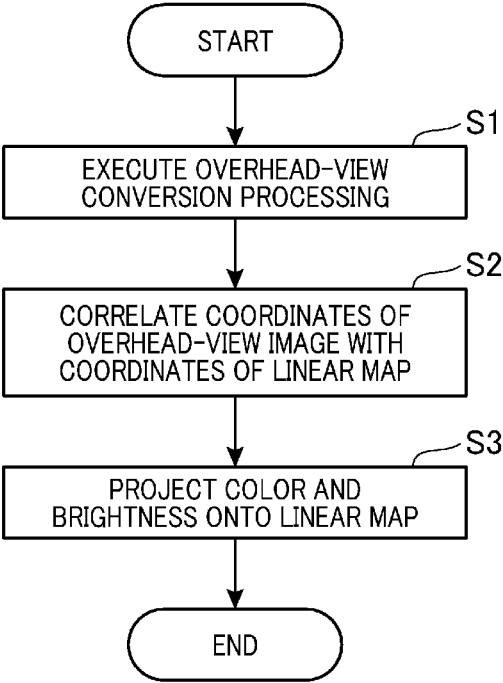 START
S1
EXECUTE OVERHEAD-VIEW
CONVERSION PROCESSING
S2
CORRELATE COORDINATES OF
OVERHEAD-VIEW IMAGE WITH
COORDINATES OF LINEAR MAP
S3
PROJECT COLOR AND
BRIGHTNESS ONTO LINEAR MAP
END